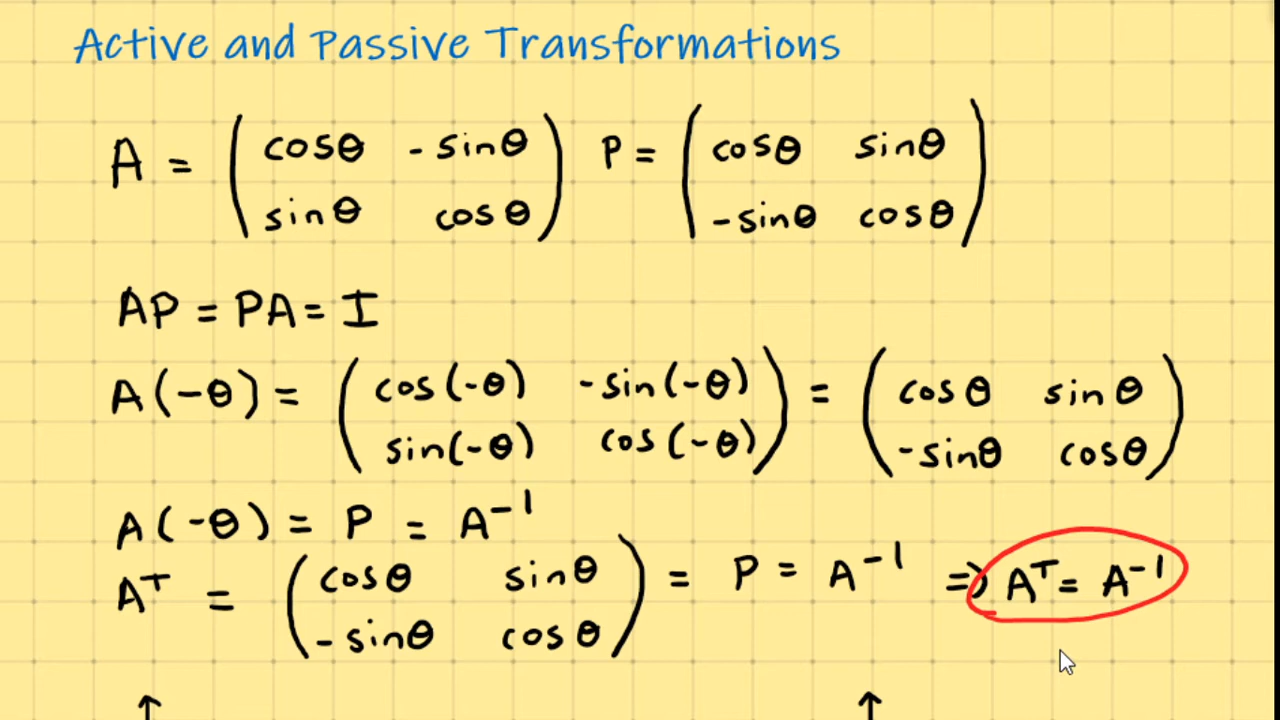 Active and Passive Transformations
A = ( cosθ - sinθ ) P = ( cosθ sinθ )
( sinθ cosθ ) ( -sinθ cosθ )
AP = PA = I
A(-θ) = ( cos(-θ) -sin(-θ) ) = ( cosθ sinθ )
( sin(-θ) cos(-θ) ) ( -sinθ cosθ )
A(-θ) = P = A⁻¹
Aᵀ = ( cosθ sinθ ) = P = A⁻¹ ⇒ Aᵀ = A⁻¹
( - sinθ cosθ )
↑ ↑